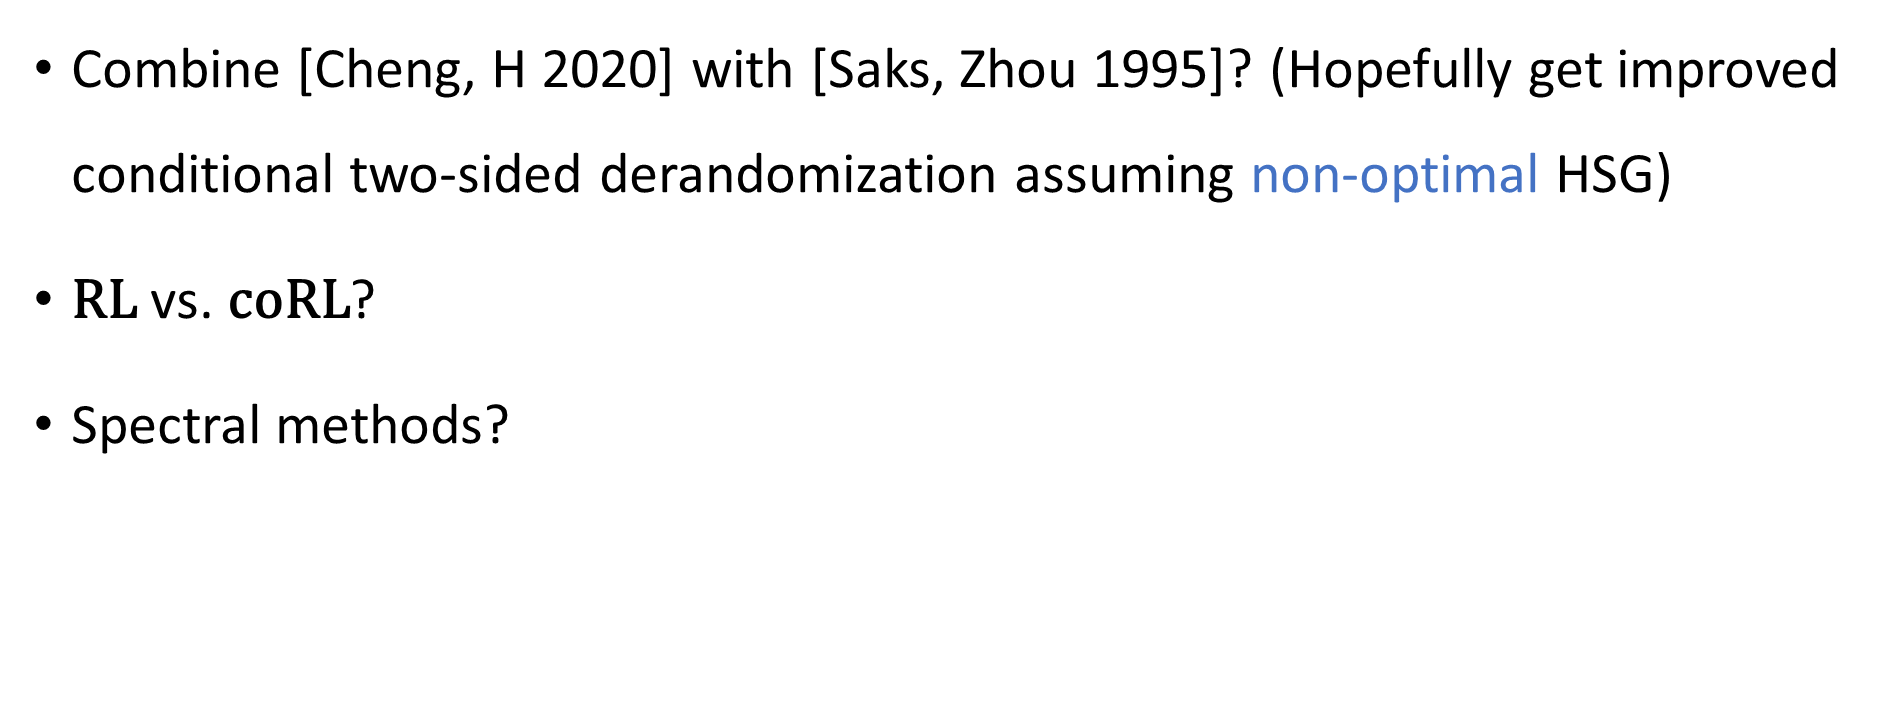 • Combine [Cheng, H 2020] with [Saks, Zhou 1995]? (Hopefully get improved
conditional two-sided derandomization assuming non-optimal HSG)
• RL vs. coRL?
• Spectral methods?